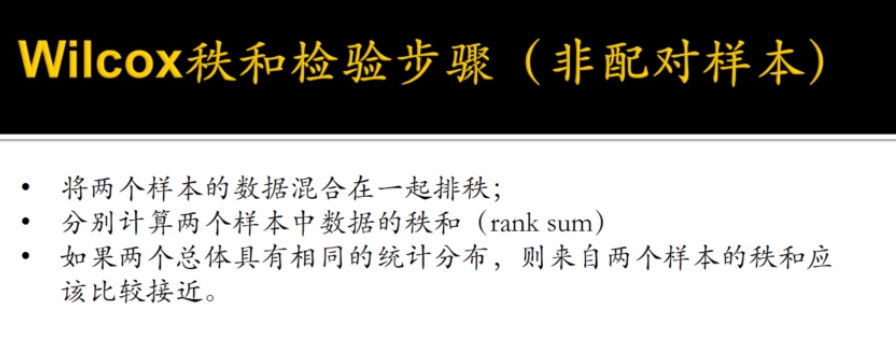 Wilcox秩和检验步骤（非配对样本）
• 将两个样本的数据混合在一起排秩；
• 分别计算两个样本中数据的秩和（rank sum）
• 如果两个总体具有相同的统计分布，则来自两个样本的秩和应
该比较接近。